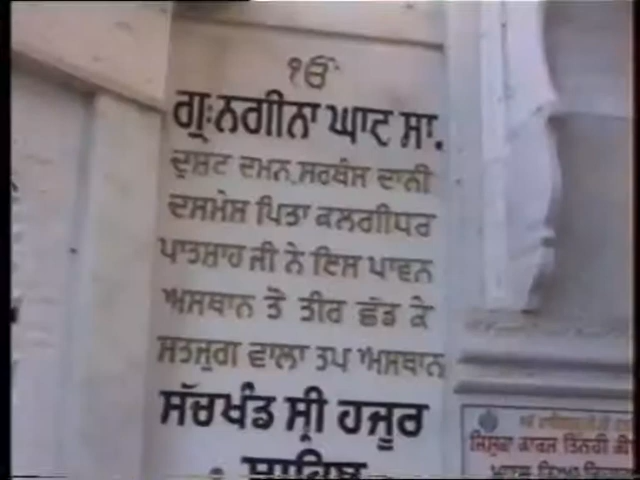 ੴ
ਗੁ:ਨਗੀਨਾ ਘਾਟ ਸਾ.
ਦੁਸ਼ਟ ਦਮਨ.ਸਰਬੰਸ ਦਾਨੀ
ਦਸਮੇਸ ਪਿਤਾ ਕਲਗੀਧਰ
ਪਾਤਸ਼ਾਹ ਜੀ ਨੇ ਇਸ ਪਾਵਨ
ਅਸਥਾਨ ਤੋਂ ਤੀਰ ਛੱਡ ਕੇ
ਸਤਜੁਗ ਵਾਲਾ ਤਪ ਅਸਥਾਨ
ਸੱਚਖੰਡ ਸ੍ਰੀ ਹਜੂਰ
ਸਾਹਿਬ